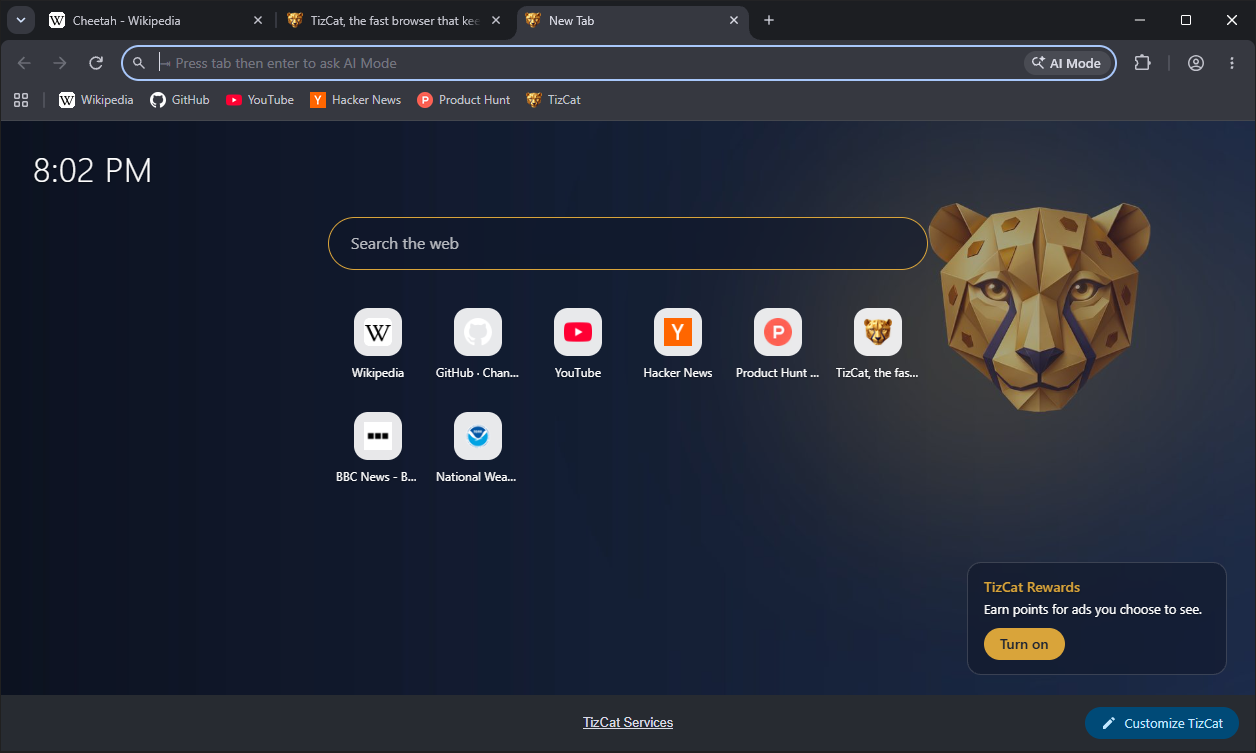 Cheetah - Wikipedia
TizCat, the fast browser that kee
New Tab
Press tab then enter to ask AI Mode
AI Mode
Wikipedia
GitHub
YouTube
Hacker News
Product Hunt
TizCat
8:02 PM
Search the web
W
Y
P
Wikipedia
GitHub · Chan...
YouTube
Hacker News
Product Hunt ...
TizCat, the fas...
BBC News - B...
National Wea...
TizCat Rewards
Earn points for ads you choose to see.
Turn on
TizCat Services
Customize TizCat